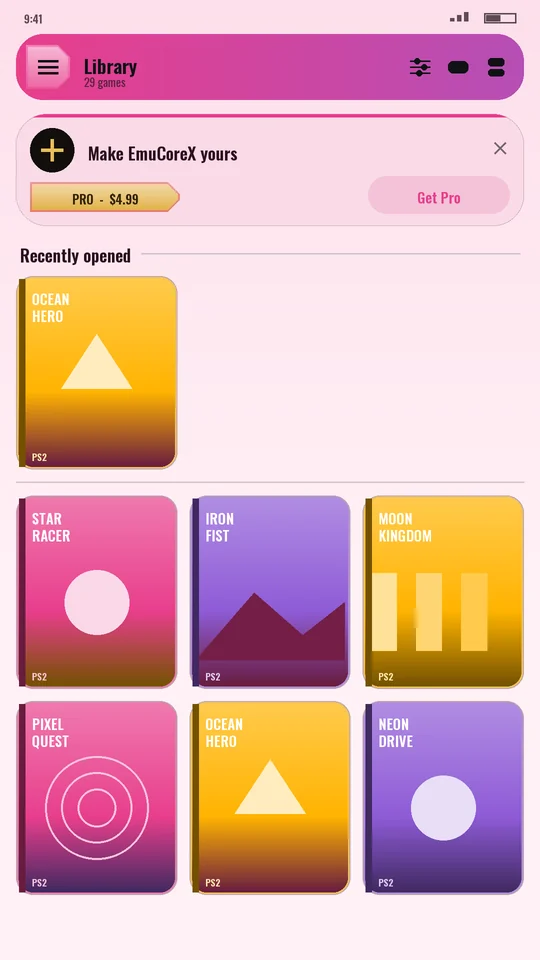 9:41
Library
29 games
Make EmuCoreX yours
PRO - $4.99
Get Pro
Recently opened
OCEAN
HERO
PS2
STAR
RACER
PS2
IRON
FIST
PS2
MOON
KINGDOM
PS2
PIXEL
QUEST
PS2
OCEAN
HERO
PS2
NEON
DRIVE
PS2